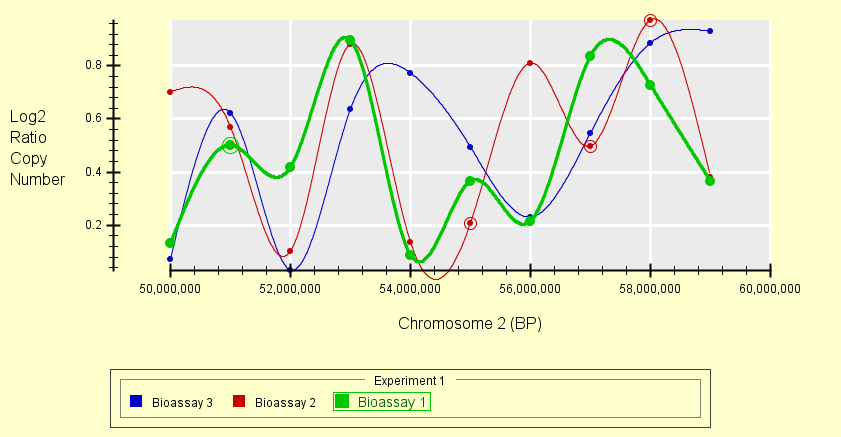 0.8
0.6
0.4
0.2
Log2
Ratio
Copy
Number
50,000,000 52,000,000 54,000,000 56,000,000 58,000,000 60,000,000
Chromosome 2 (BP)
Experiment 1
Bioassay 3 Bioassay 2 Bioassay 1